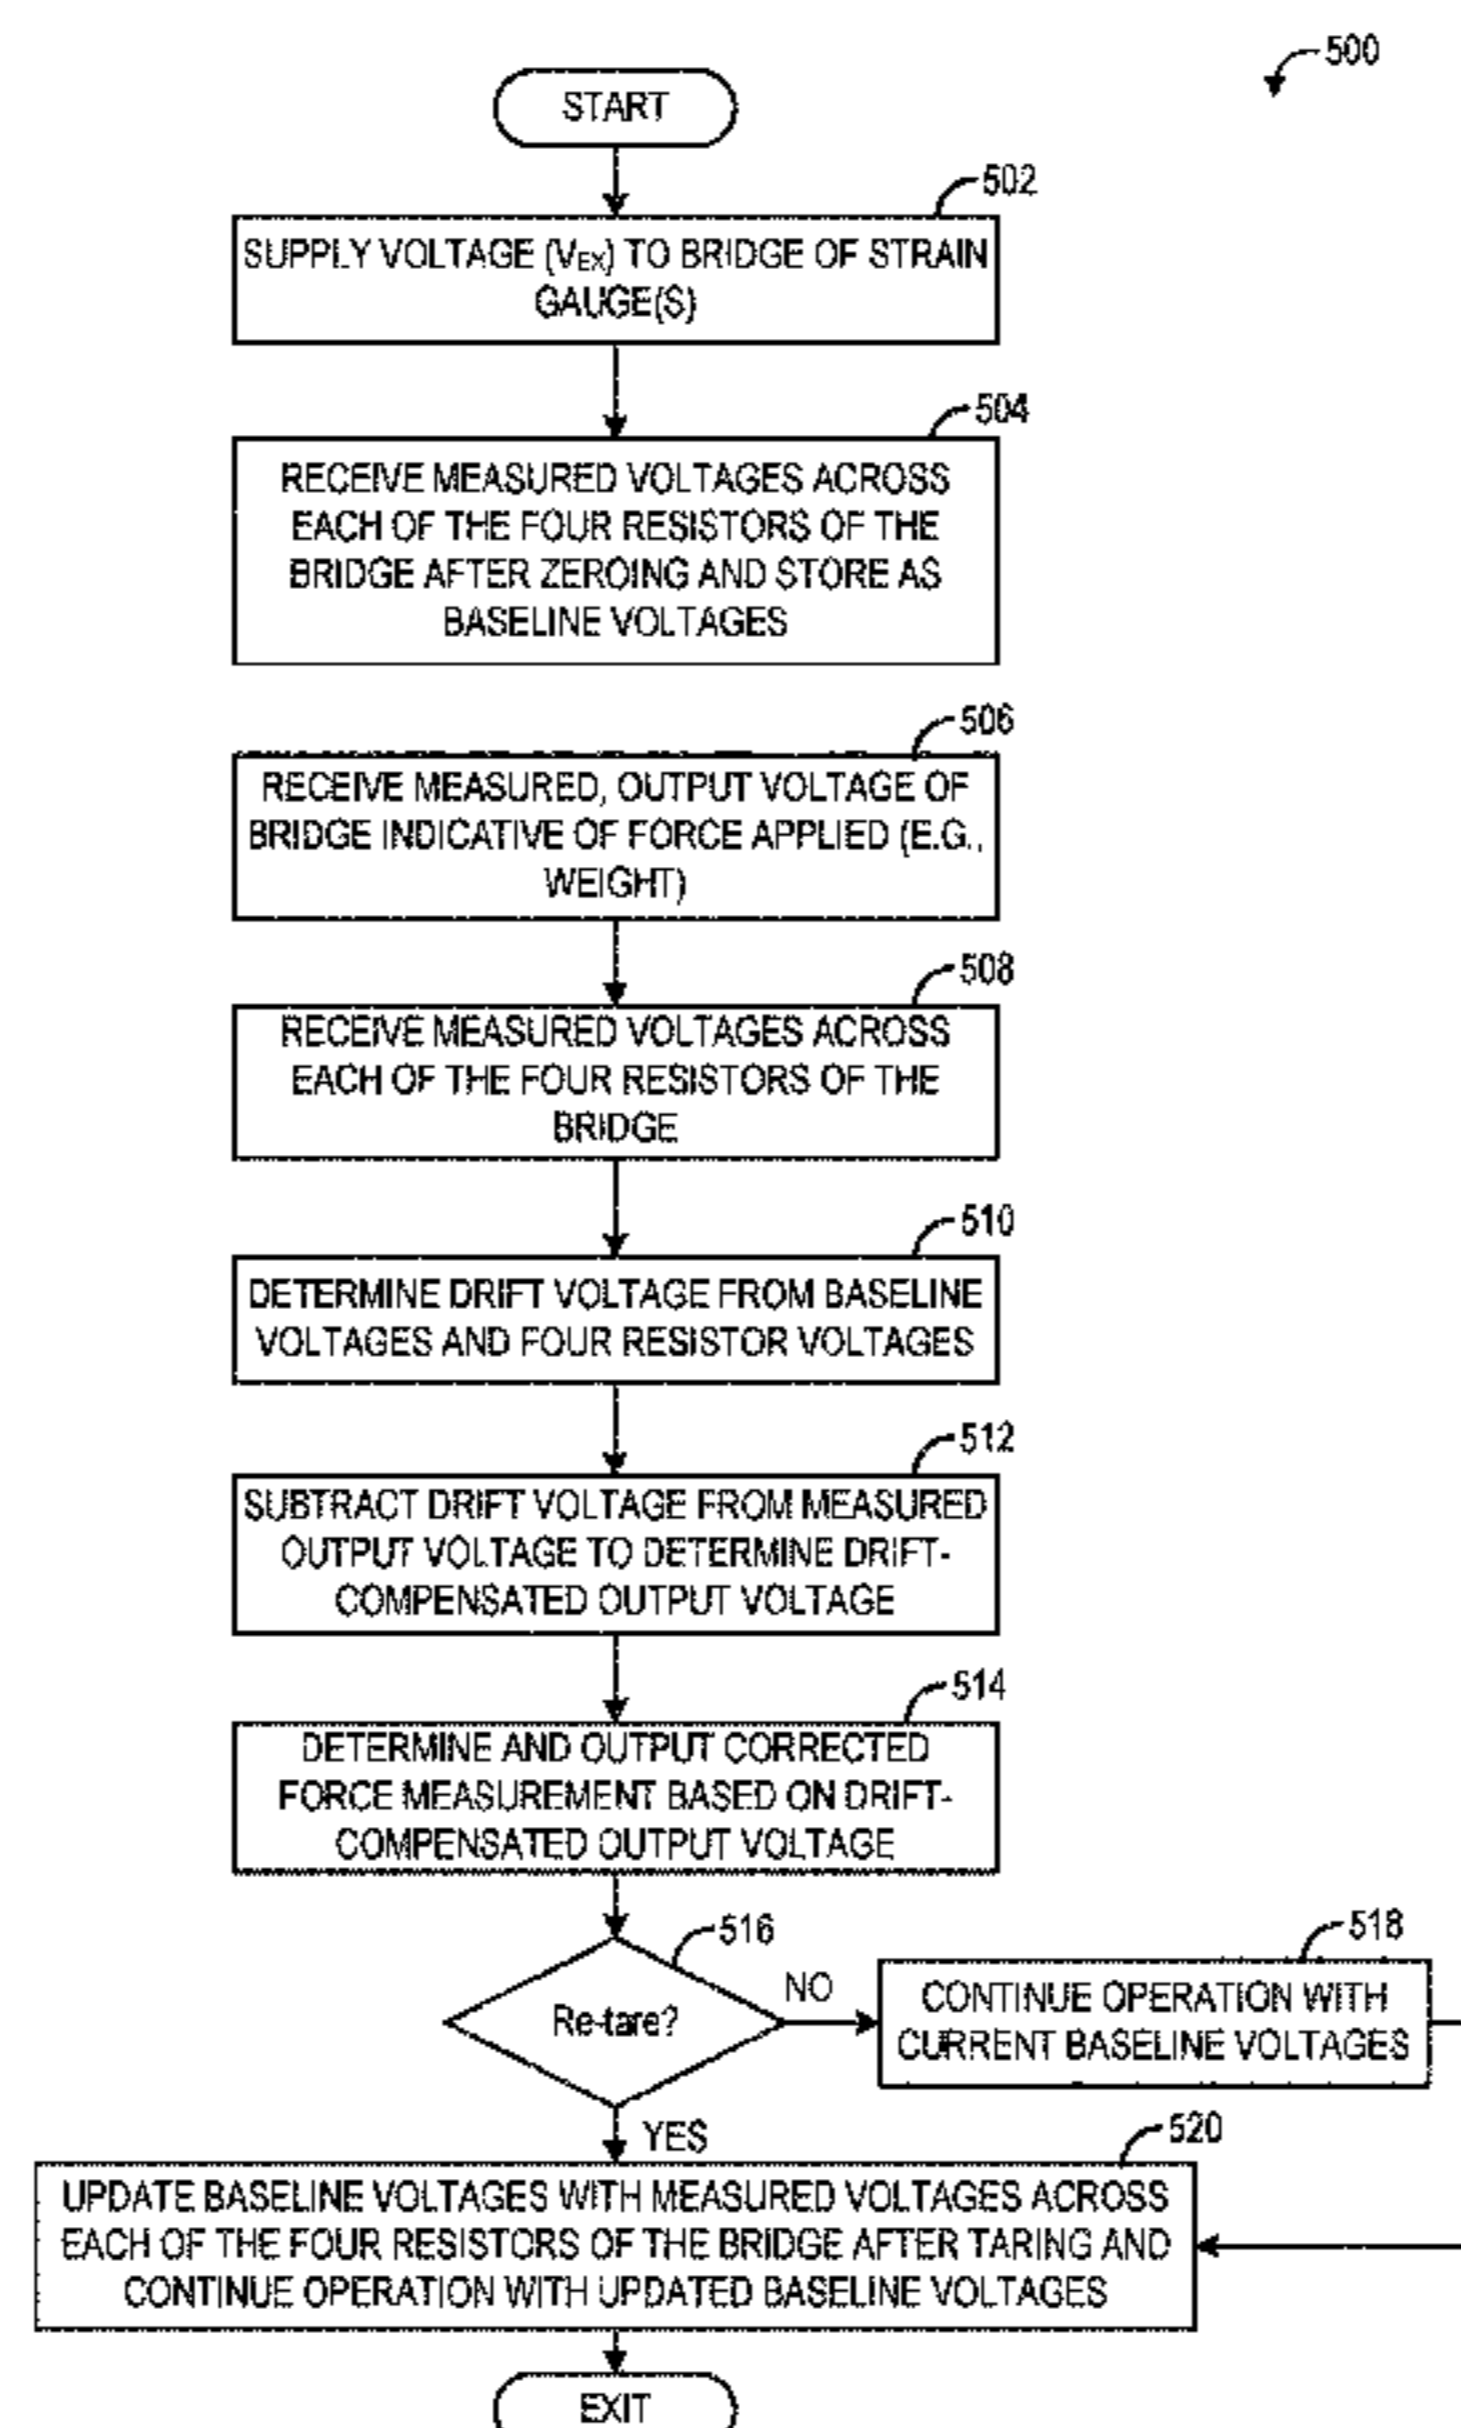 500
START
502
SUPPLY VOLTAGE (VEX) TO BRIDGE OF STRAIN
GAUGE(S)
504
RECEIVE MEASURED VOLTAGES ACROSS
EACH OF THE FOUR RESISTORS OF THE
BRIDGE AFTER ZEROING AND STORE AS
BASELINE VOLTAGES
506
RECEIVE MEASURED, OUTPUT VOLTAGE OF
BRIDGE INDICATIVE OF FORCE APPLIED (E.G.,
WEIGHT)
508
RECEIVE MEASURED VOLTAGES ACROSS
EACH OF THE FOUR RESISTORS OF THE
BRIDGE
510
DETERMINE DRIFT VOLTAGE FROM BASELINE
VOLTAGES AND FOUR RESISTOR VOLTAGES
512
SUBTRACT DRIFT VOLTAGE FROM MEASURED
OUTPUT VOLTAGE TO DETERMINE DRIFT-
COMPENSATED OUTPUT VOLTAGE
514
DETERMINE AND OUTPUT CORRECTED
FORCE MEASUREMENT BASED ON DRIFT-
COMPENSATED OUTPUT VOLTAGE
516
Re-tare?
NO
518
CONTINUE OPERATION WITH
CURRENT BASELINE VOLTAGES
YES
520
UPDATE BASELINE VOLTAGES WITH MEASURED VOLTAGES ACROSS
EACH OF THE FOUR RESISTORS OF THE BRIDGE AFTER TARING AND
CONTINUE OPERATION WITH UPDATED BASELINE VOLTAGES
EXIT